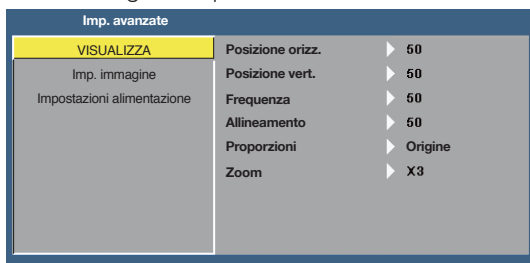 Imp. avanzate
VISUALIZZA
Imp. immagine
Impostazioni alimentazione
Posizione orizz. 50
Posizione vert. 50
Frequenza 50
Allineamento 50
Proporzioni Origine
Zoom X3